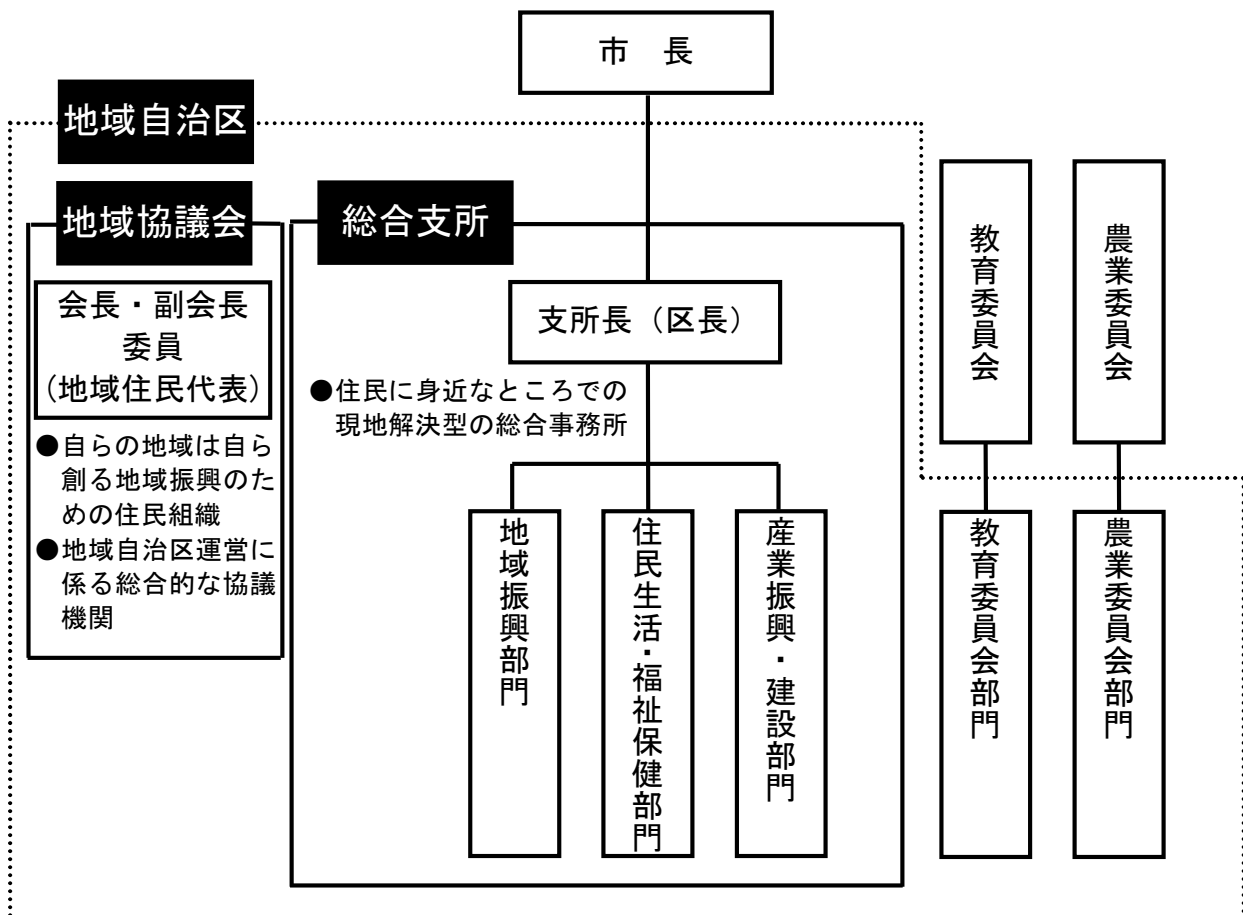 市　長
地域自治区
地域協議会
会長・副会長
委員
(地域住民代表)
●自らの地域は自ら
創る地域振興のた
めの住民組織
●地域自治区運営に
係る総合的な協議
機関
総合支所
支所長（区長）
●住民に身近なところでの
現地解決型の総合事務所
地域振興部門
住民生活・福祉保健部門
産業振興・建設部門
教育委員会
農業委員会
教育委員会部門
農業委員会部門